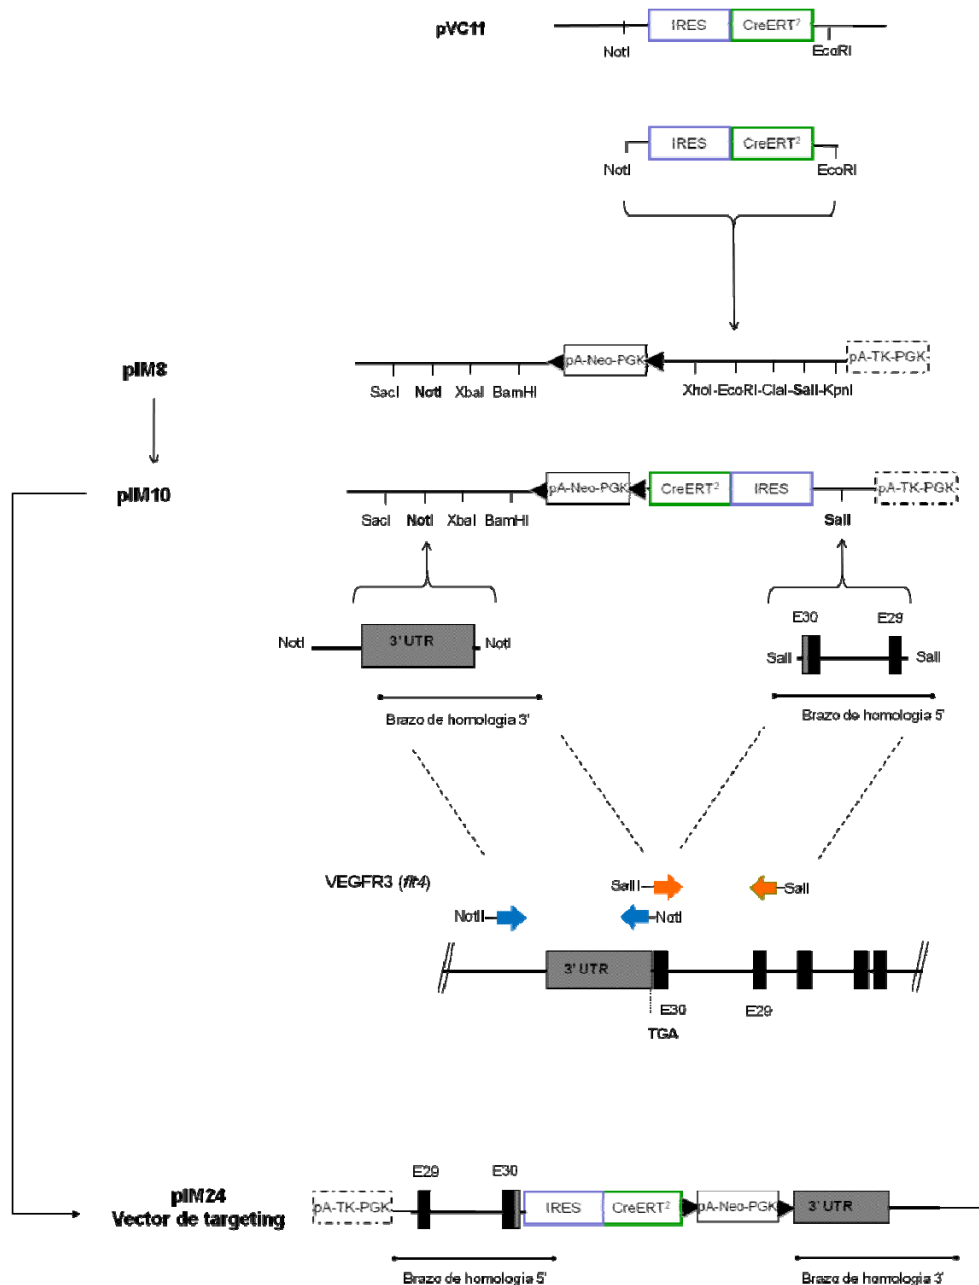 pVC11
IRES
CreERT²
NotI
EcoRI
IRES
CreERT²
NotI
EcoRI
pIM8
pA-Neo-PGK
pA-TK-PGK
SacI NotI XbaI BamHI
XhoI-EcoRI-ClaI-SalI-KpnI
pIM10
pA-Neo-PGK
CreERT²
IRES
pA-TK-PGK
SacI NotI XbaI BamHI
SalI
E30 E29
NotI 3' UTR NotI
SalI SalI
Brazo de homologia 3'
Brazo de homologia 5'
VEGFR3 (flt4)
SalI SalI
NotI NotI
3' UTR
E30 E29
TGA
E29 E30
pIM24
Vector de targeting
pA-TK-PGK
IRES
CreERT²
pA-Neo-PGK
3' UTR
Brazo de homologia 5'
Brazo de homologia 3'